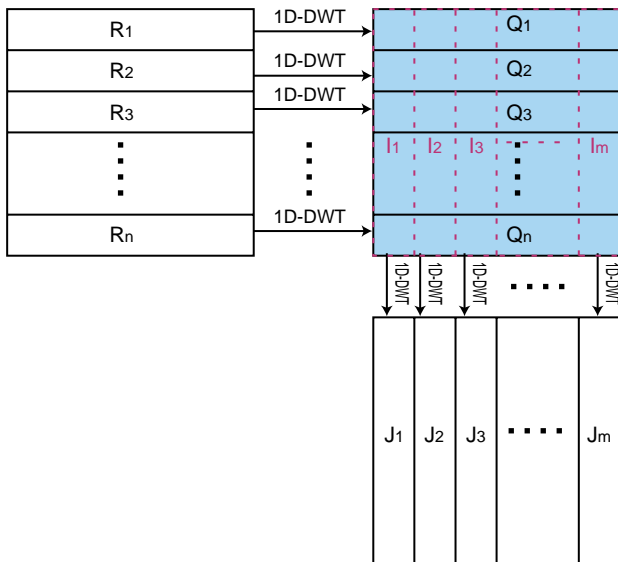 R1 1D-DWT Q1
R2 1D-DWT Q2
R3 1D-DWT Q3
I1 I2 I3 Im
Rn 1D-DWT Qn
1D-DWT 1D-DWT 1D-DWT 1D-DWT
J1 J2 J3 Jm